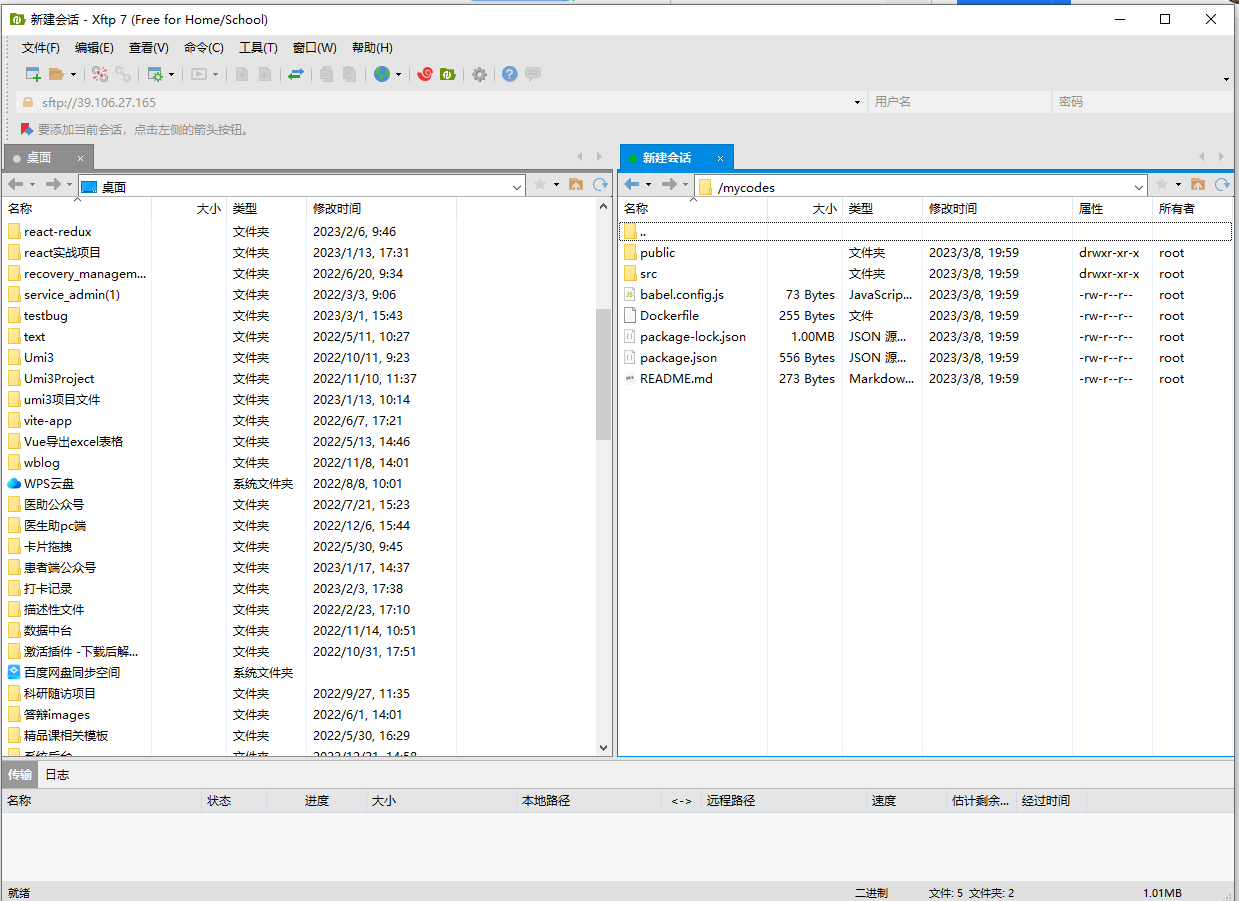 新建会话 - Xftp 7 (Free for Home/School)
文件(F) 编辑(E) 查看(V) 命令(C) 工具(T) 窗口(W) 帮助(H)
sftp://39.106.27.165 用户名 密码
要添加当前会话，点击左侧的箭头按钮。
桌面 ×
桌面
名称 大小 类型 修改时间
react-redux 文件夹 2023/2/6, 9:46
react实战项目 文件夹 2023/1/13, 17:31
recovery_managem... 文件夹 2022/6/20, 9:34
service_admin(1) 文件夹 2022/3/3, 9:06
testbug 文件夹 2023/3/1, 15:43
text 文件夹 2022/5/11, 10:27
Umi3 文件夹 2022/10/11, 9:23
Umi3Project 文件夹 2022/11/10, 11:37
umi3项目文件 文件夹 2023/1/13, 10:14
vite-app 文件夹 2022/6/7, 17:21
Vue导出excel表格 文件夹 2022/5/13, 14:46
wblog 文件夹 2022/11/8, 14:01
WPS云盘 系统文件夹 2022/8/8, 10:01
医助公众号 文件夹 2022/7/21, 15:23
医生助pc端 文件夹 2022/12/6, 15:44
卡片拖拽 文件夹 2022/5/30, 9:45
患者端公众号 文件夹 2023/1/17, 14:37
打卡记录 文件夹 2023/2/3, 17:38
描述性文件 文件夹 2022/2/23, 17:10
数据中台 文件夹 2022/11/14, 10:51
激活插件 -下载后解... 文件夹 2022/10/31, 17:51
百度网盘同步空间 系统文件夹
科研随访项目 文件夹 2022/9/27, 11:35
答辩images 文件夹 2022/6/1, 14:01
精品课相关模板 文件夹 2022/5/30, 16:29
系统后台 文件夹 2022/12/21, 14:58
新建会话 ×
/mycodes
名称 大小 类型 修改时间 属性 所有者
..
public 文件夹 2023/3/8, 19:59 drwxr-xr-x root
src 文件夹 2023/3/8, 19:59 drwxr-xr-x root
babel.config.js 73 Bytes JavaScrip... 2023/3/8, 19:59 -rw-r--r-- root
Dockerfile 255 Bytes 文件 2023/3/8, 19:59 -rw-r--r-- root
package-lock.json 1.00MB JSON 源... 2023/3/8, 19:59 -rw-r--r-- root
package.json 556 Bytes JSON 源... 2023/3/8, 19:59 -rw-r--r-- root
README.md 273 Bytes Markdow... 2023/3/8, 19:59 -rw-r--r-- root
传输 日志
名称 状态 进度 大小 本地路径 <-> 远程路径 速度 估计剩余... 经过时间
就绪 二进制 文件: 5 文件夹: 2 1.01MB